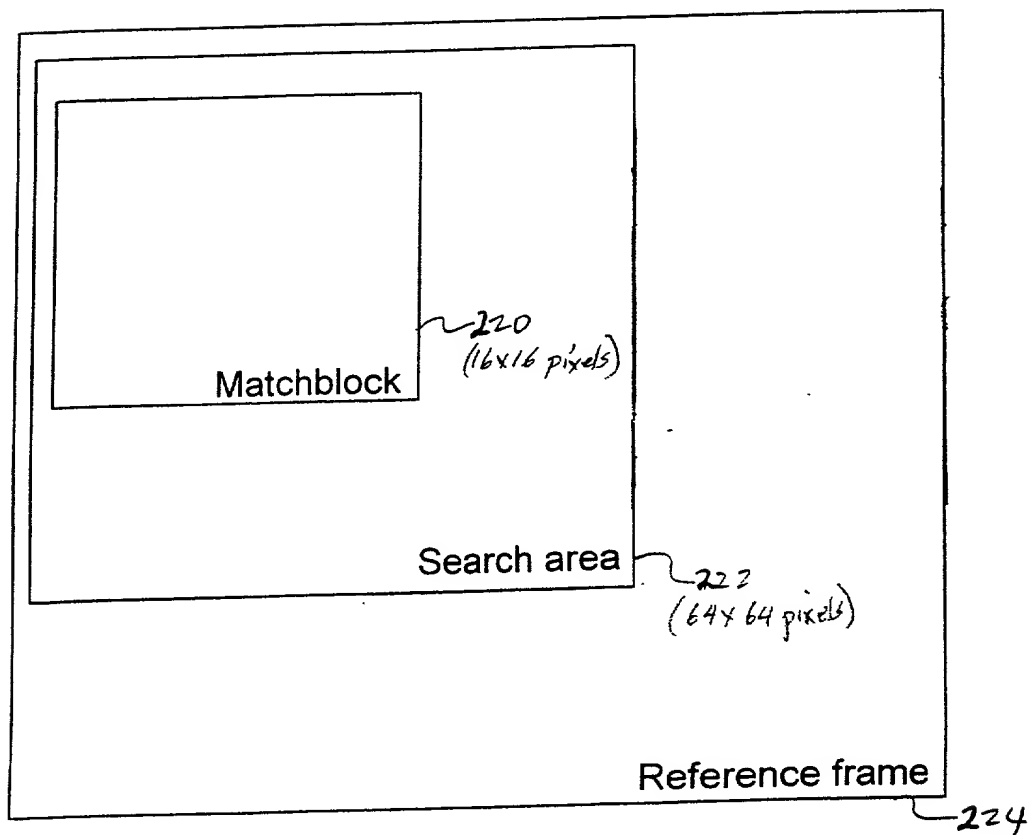 220
(16x16 pixels)
Matchblock
Search area
222
(64x64 pixels)
Reference frame
224